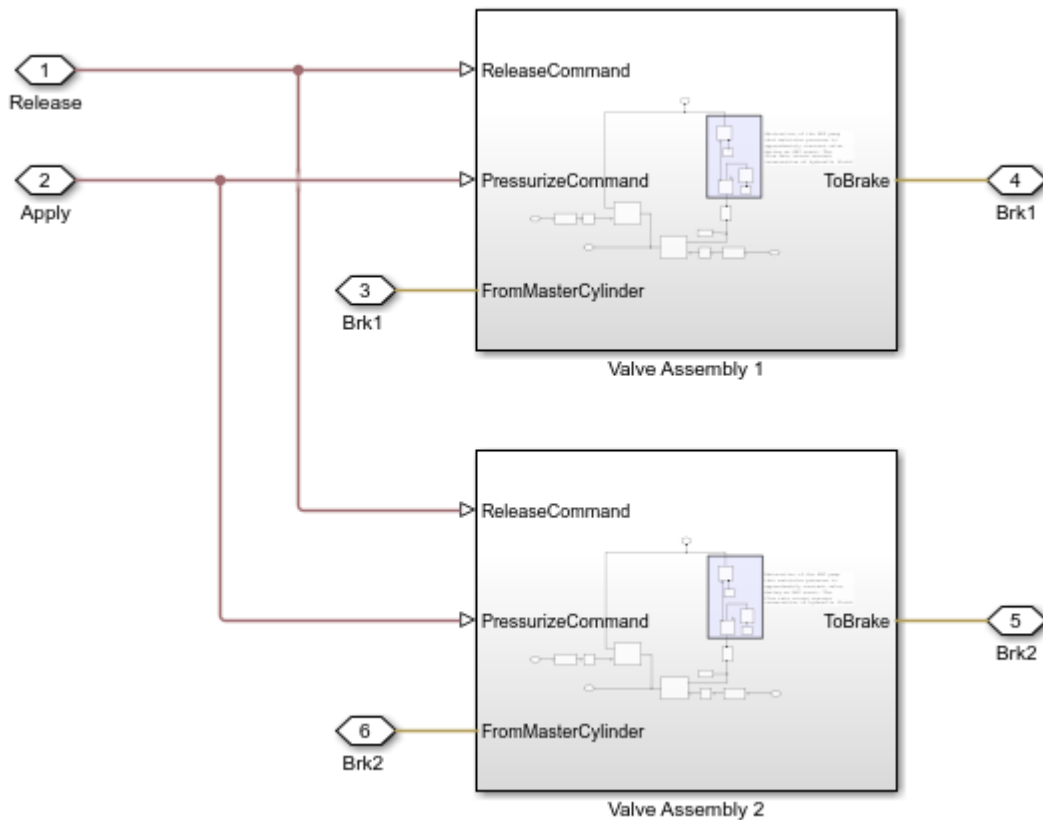 1
Release
ReleaseCommand
2
Apply
PressurizeCommand
ToBrake
4
Brk1
3
Brk1
FromMasterCylinder
Valve Assembly 1
ReleaseCommand
PressurizeCommand
ToBrake
5
Brk2
6
Brk2
FromMasterCylinder
Valve Assembly 2